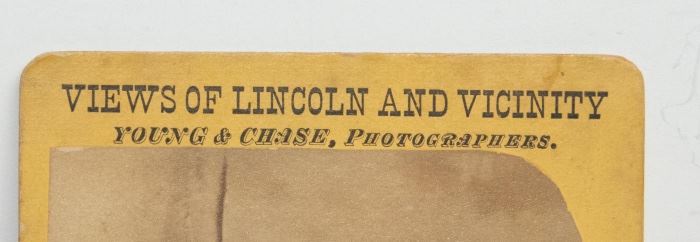 VIEWS OF LINCOLN AND VICINITY
YOUNG & CHASE, PHOTOGRAPHERS.